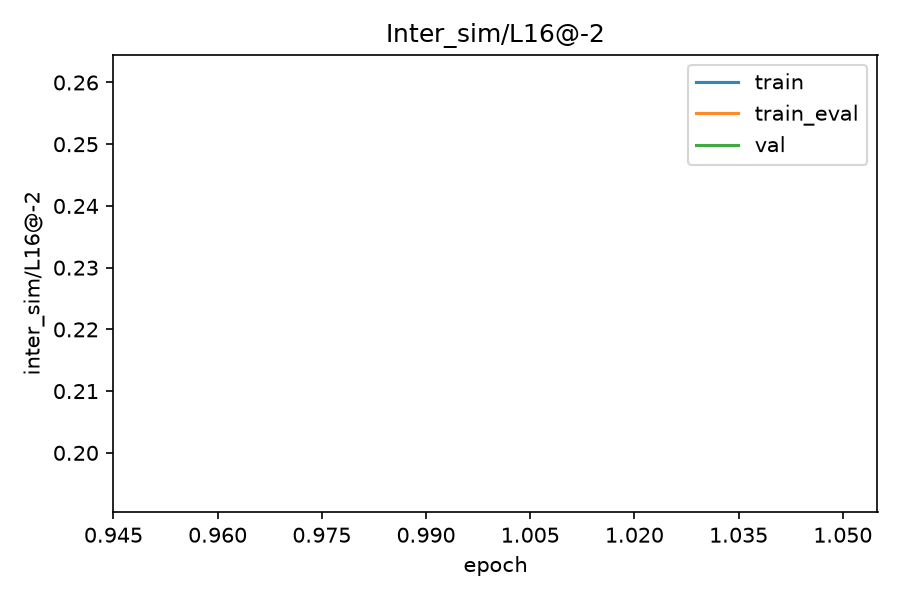 Inter_sim/L16@-2
inter_sim/L16@-2
0.26
0.25
0.24
0.23
0.22
0.21
0.20
train
train_eval
val
0.945 0.960 0.975 0.990 1.005 1.020 1.035 1.050
epoch